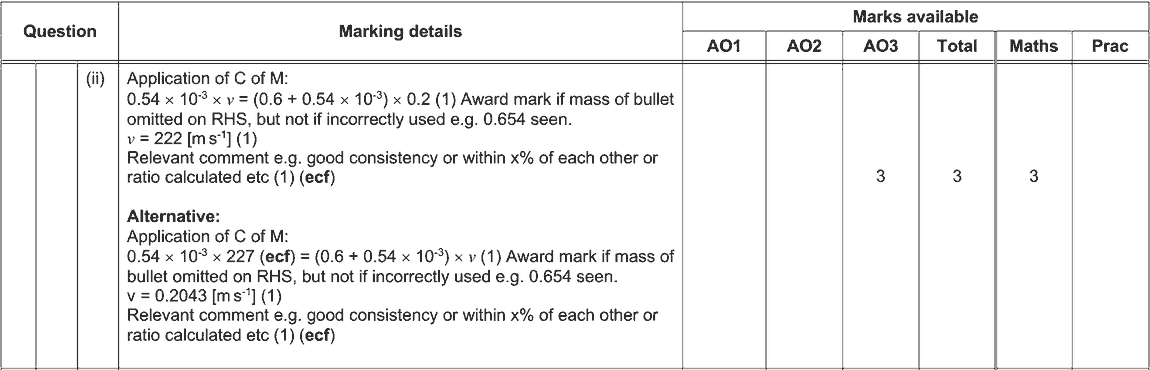 Question
Marking details
Marks available
AO1 AO2 AO3 Total Maths Prac
(ii) Application of C of M:
0.54 × 10⁻³ × v = (0.6 + 0.54 × 10⁻³) × 0.2 (1) Award mark if mass of bullet
omitted on RHS, but not if incorrectly used e.g. 0.654 seen.
v = 222 [m s⁻¹] (1)
Relevant comment e.g. good consistency or within x% of each other or
ratio calculated etc (1) (ecf)
3 3 3
Alternative:
Application of C of M:
0.54 × 10⁻³ × 227 (ecf) = (0.6 + 0.54 × 10⁻³) × v (1) Award mark if mass of
bullet omitted on RHS, but not if incorrectly used e.g. 0.654 seen.
v = 0.2043 [m s⁻¹] (1)
Relevant comment e.g. good consistency or within x% of each other or
ratio calculated etc (1) (ecf)